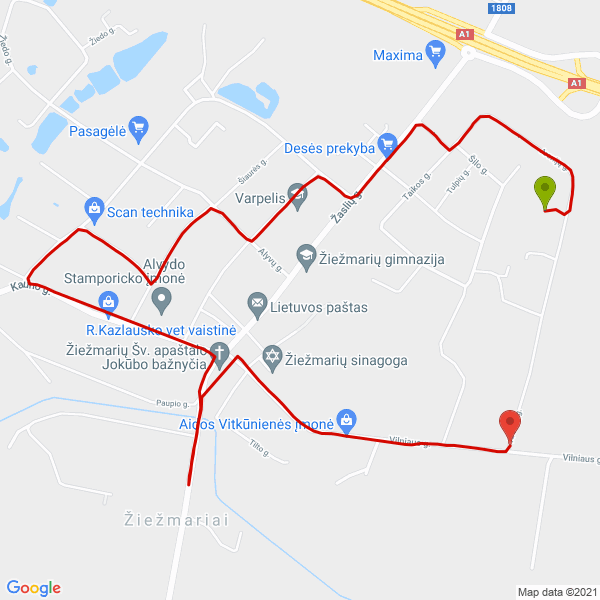 1808
A1
Žiedo g.
Žiedo g.
Maxima
A1
Pasagėlė
Desės prekyba
Šilo g.
Šiaurės g.
Tulpių g.
Taikos g.
Varpelis
Scan technika
Žaslių g.
Alyvų g.
Žiežmarių gimnazija
Alvydo
Stamporicko įmonė
Kauno g.
Lietuvos paštas
R.Kazlausko vet vaistinė
Žiežmarių Šv. apaštalo
Jokūbo bažnyčia
Žiežmarių sinagoga
Paupio g.
Aidos Vitkūnienės įmonė
Vilniaus g.
Tilto g.
Vilniaus g.
Žiežmariai
Google
Map data ©2021